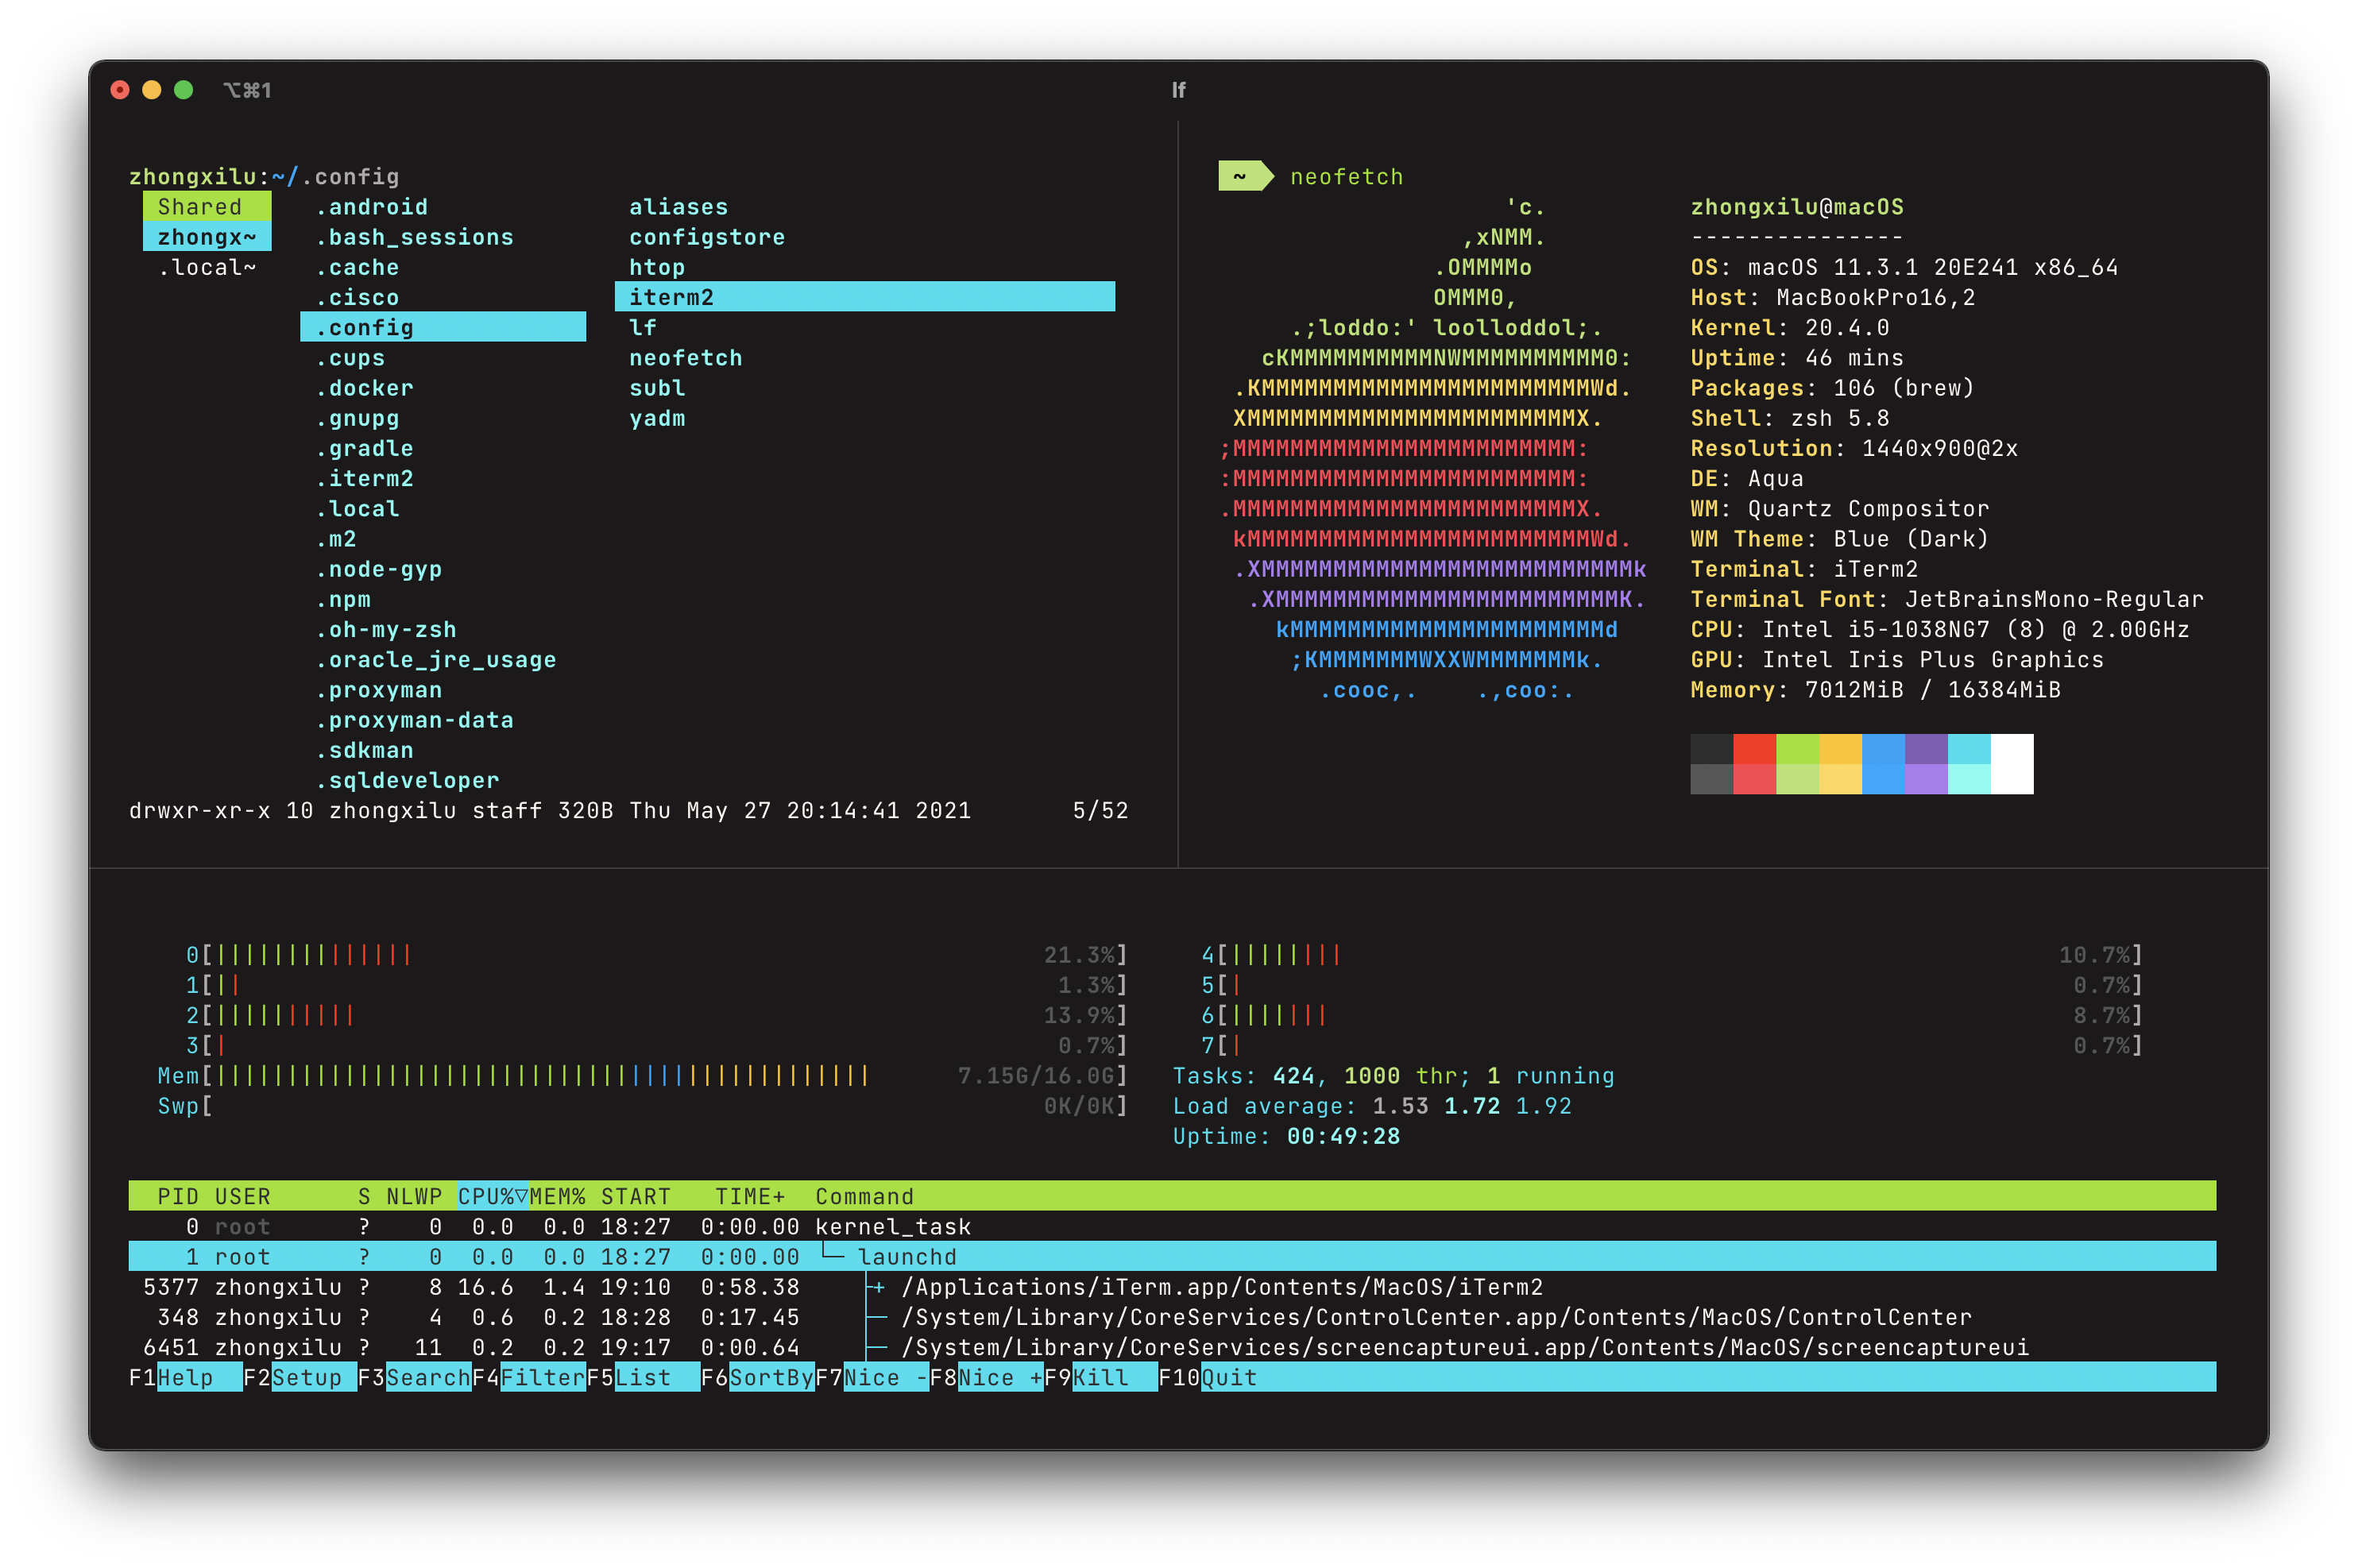 ⌥⌘1 lf
zhongxilu:~/.config
Shared .android aliases
zhongx~ .bash_sessions configstore
.local~ .cache htop
.cisco iterm2
.config lf
.cups neofetch
.docker subl
.gnupg yadm
.gradle
.iterm2
.local
.m2
.node-gyp
.npm
.oh-my-zsh
.oracle_jre_usage
.proxyman
.proxyman-data
.sdkman
.sqldeveloper
drwxr-xr-x 10 zhongxilu staff 320B Thu May 27 20:14:41 2021 5/52
~ neofetch
'c. zhongxilu@macOS
,xNMM. ---------------
.OMMMMo OS: macOS 11.3.1 20E241 x86_64
OMMM0, Host: MacBookPro16,2
.;loddo:' loolloddol;. Kernel: 20.4.0
cKMMMMMMMMMMNWMMMMMMMMMM0: Uptime: 46 mins
.KMMMMMMMMMMMMMMMMMMMMMMMWd. Packages: 106 (brew)
XMMMMMMMMMMMMMMMMMMMMMMMX. Shell: zsh 5.8
;MMMMMMMMMMMMMMMMMMMMMMMM: Resolution: 1440x900@2x
:MMMMMMMMMMMMMMMMMMMMMMMM: DE: Aqua
.MMMMMMMMMMMMMMMMMMMMMMMMX. WM: Quartz Compositor
kMMMMMMMMMMMMMMMMMMMMMMMMWd. WM Theme: Blue (Dark)
.XMMMMMMMMMMMMMMMMMMMMMMMMMMk Terminal: iTerm2
.XMMMMMMMMMMMMMMMMMMMMMMMMK. Terminal Font: JetBrainsMono-Regular
kMMMMMMMMMMMMMMMMMMMMMMd CPU: Intel i5-1038NG7 (8) @ 2.00GHz
;KMMMMMMMWXXWMMMMMMMk. GPU: Intel Iris Plus Graphics
.cooc,. .,coo:. Memory: 7012MiB / 16384MiB
0[|||||||||||||| 21.3%] 4[|||||||| 10.7%]
1[|| 1.3%] 5[| 0.7%]
2[|||||||||| 13.9%] 6[||||||| 8.7%]
3[| 0.7%] 7[| 0.7%]
Mem[|||||||||||||||||||||||||||||||||||||||||||||| 7.15G/16.0G] Tasks: 424, 1000 thr; 1 running
Swp[ 0K/0K] Load average: 1.53 1.72 1.92
Uptime: 00:49:28
PID USER S NLWP CPU%▽MEM% START TIME+ Command
0 root ? 0 0.0 0.0 18:27 0:00.00 kernel_task
1 root ? 0 0.0 0.0 18:27 0:00.00 └─ launchd
5377 zhongxilu ? 8 16.6 1.4 19:10 0:58.38 ├+ /Applications/iTerm.app/Contents/MacOS/iTerm2
348 zhongxilu ? 4 0.6 0.2 18:28 0:17.45 ├─ /System/Library/CoreServices/ControlCenter.app/Contents/MacOS/ControlCenter
6451 zhongxilu ? 11 0.2 0.2 19:17 0:00.64 ├─ /System/Library/CoreServices/screencaptureui.app/Contents/MacOS/screencaptureui
F1Help F2Setup F3SearchF4FilterF5List F6SortByF7Nice -F8Nice +F9Kill F10Quit